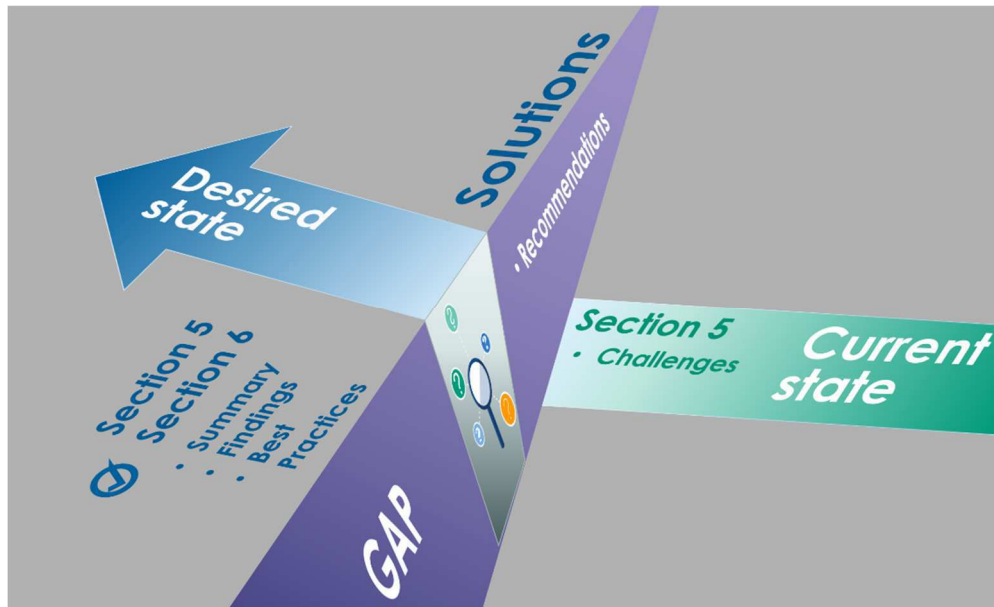 Solutions
• Recommendations
Desired
state
Section 5
Section 6
• Summary
• Findings
• Best
Practices
GAP
Section 5
• Challenges
Current
state